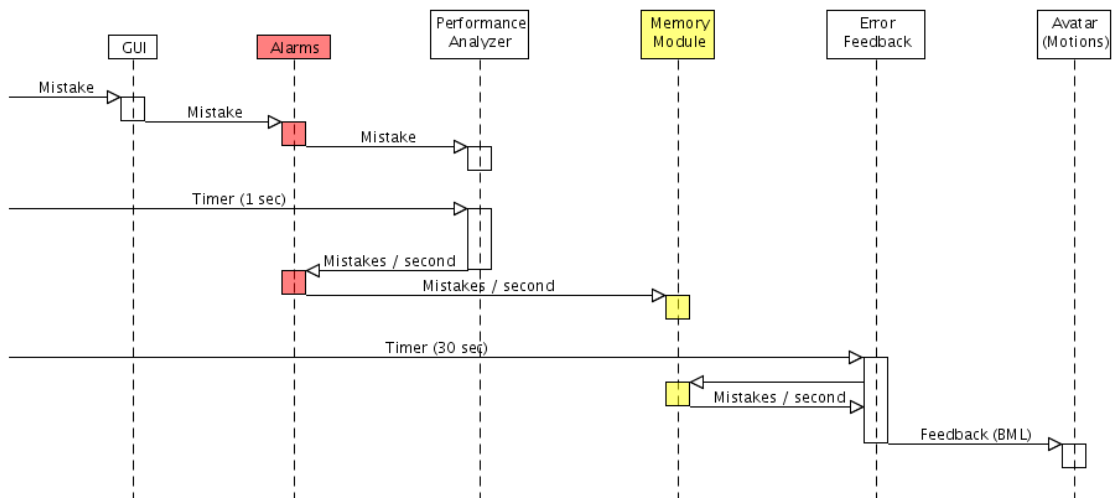 GUI
Alarms
Performance
Analyzer
Memory
Module
Error
Feedback
Avatar
(Motions)
Mistake
Mistake
Mistake
Timer (1 sec)
Mistakes / second
Mistakes / second
Timer (30 sec)
Mistakes / second
Feedback (BML)